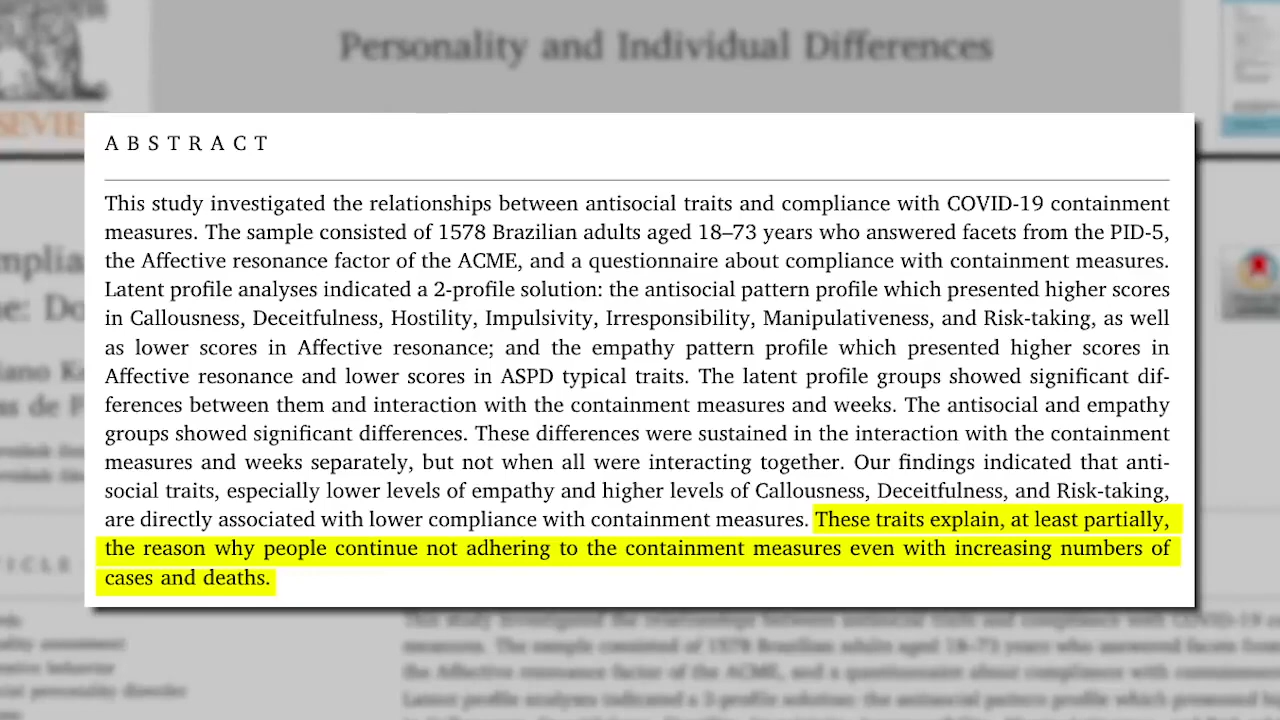 Personality and Individual Differences
ABSTRACT
This study investigated the relationships between antisocial traits and compliance with COVID-19 containment
measures. The sample consisted of 1578 Brazilian adults aged 18–73 years who answered facets from the PID-5,
the Affective resonance factor of the ACME, and a questionnaire about compliance with containment measures.
Latent profile analyses indicated a 2-profile solution: the antisocial pattern profile which presented higher scores
in Callousness, Deceitfulness, Hostility, Impulsivity, Irresponsibility, Manipulativeness, and Risk-taking, as well
as lower scores in Affective resonance; and the empathy pattern profile which presented higher scores in
Affective resonance and lower scores in ASPD typical traits. The latent profile groups showed significant dif-
ferences between them and interaction with the containment measures and weeks. The antisocial and empathy
groups showed significant differences. These differences were sustained in the interaction with the containment
measures and weeks separately, but not when all were interacting together. Our findings indicated that anti-
social traits, especially lower levels of empathy and higher levels of Callousness, Deceitfulness, and Risk-taking,
are directly associated with lower compliance with containment measures. These traits explain, at least partially,
the reason why people continue not adhering to the containment measures even with increasing numbers of
cases and deaths.